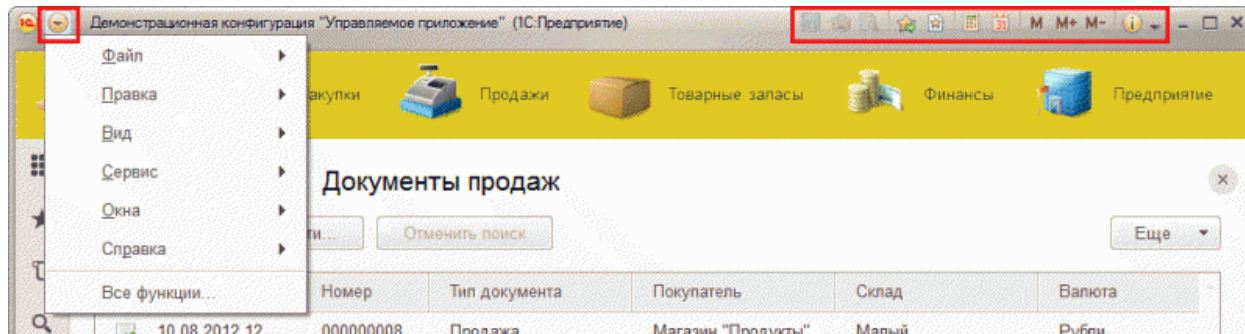 1С Демонстрационная конфигурация "Управляемое приложение" (1С:Предприятие) 31 M M+ M-
Файл
Правка
Вид
Сервис
Окна
Справка
Все функции...
акупки Продажи Товарные запасы Финансы Предприятие
Документы продаж
ти... Отменить поиск Еще
Номер Тип документа Покупатель Склад Валюта
10.08.2012 12 000000008 Продажа Магазин "Продукты" Малый Рубли